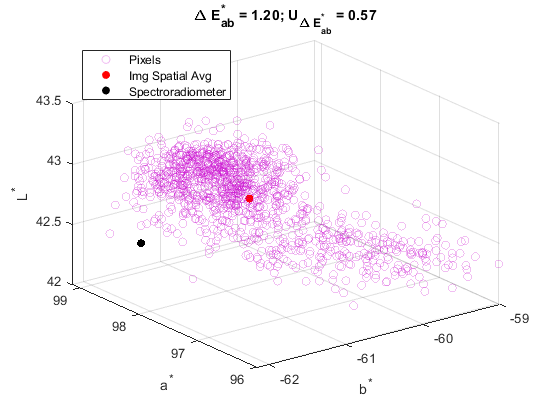 Δ E*ab = 1.20; UΔ E*ab = 0.57
Pixels
Img Spatial Avg
Spectroradiometer
43.5
43
42.5
42
L*
99
98
97
96
a*
-62
-61
-60
-59
b*